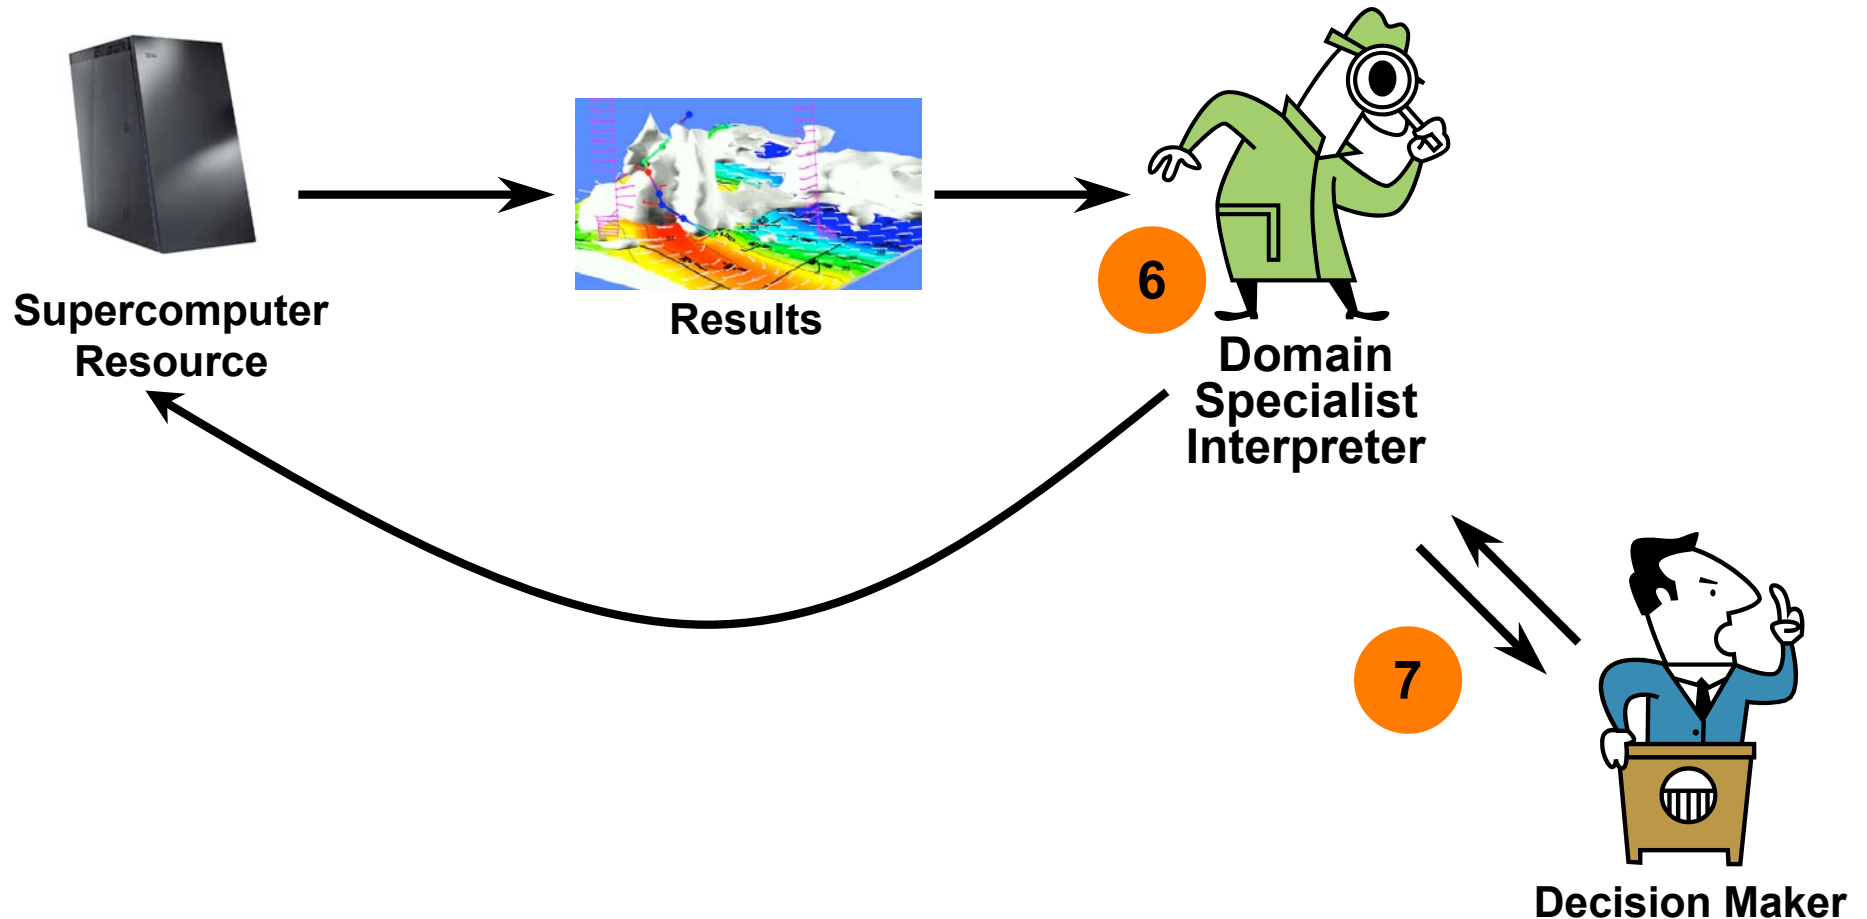 Supercomputer
Resource
Results
6
Domain
Specialist
Interpreter
7
Decision Maker